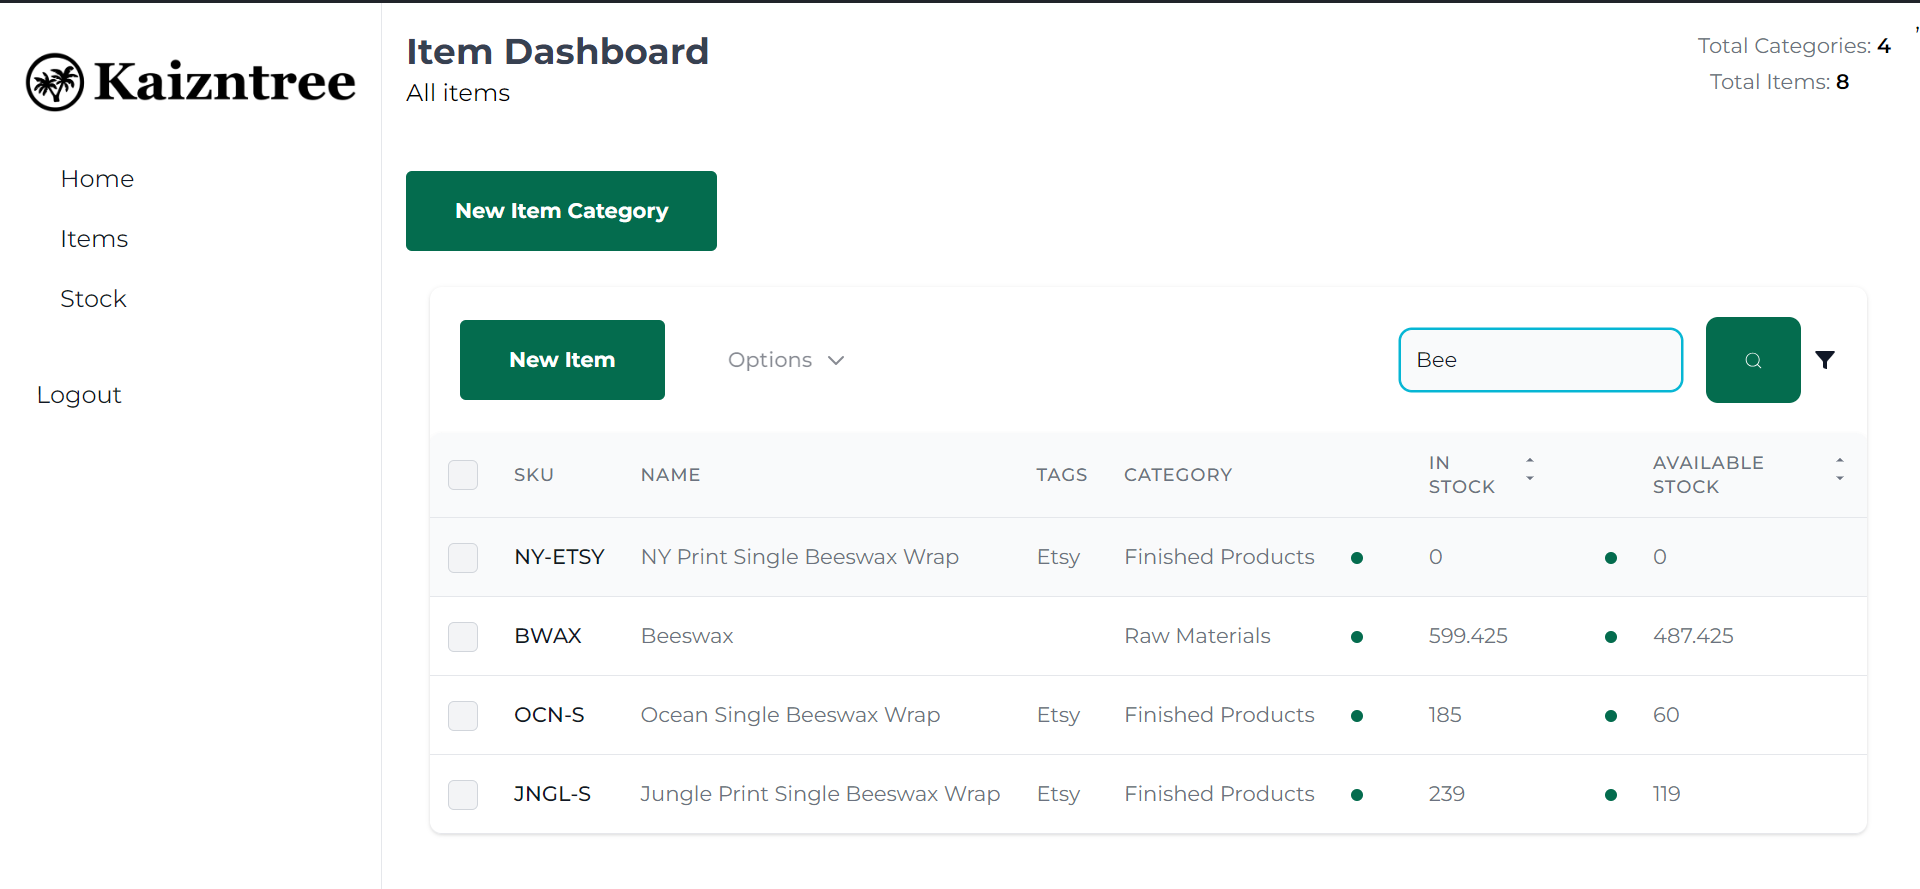 Kaizntree
Home
Items
Stock
Logout
Item Dashboard
All items
Total Categories: 4
Total Items: 8
New Item Category
New Item
Options
Bee
SKU NAME TAGS CATEGORY IN STOCK AVAILABLE STOCK
NY-ETSY NY Print Single Beeswax Wrap Etsy Finished Products 0 0
BWAX Beeswax Raw Materials 599.425 487.425
OCN-S Ocean Single Beeswax Wrap Etsy Finished Products 185 60
JNGL-S Jungle Print Single Beeswax Wrap Etsy Finished Products 239 119